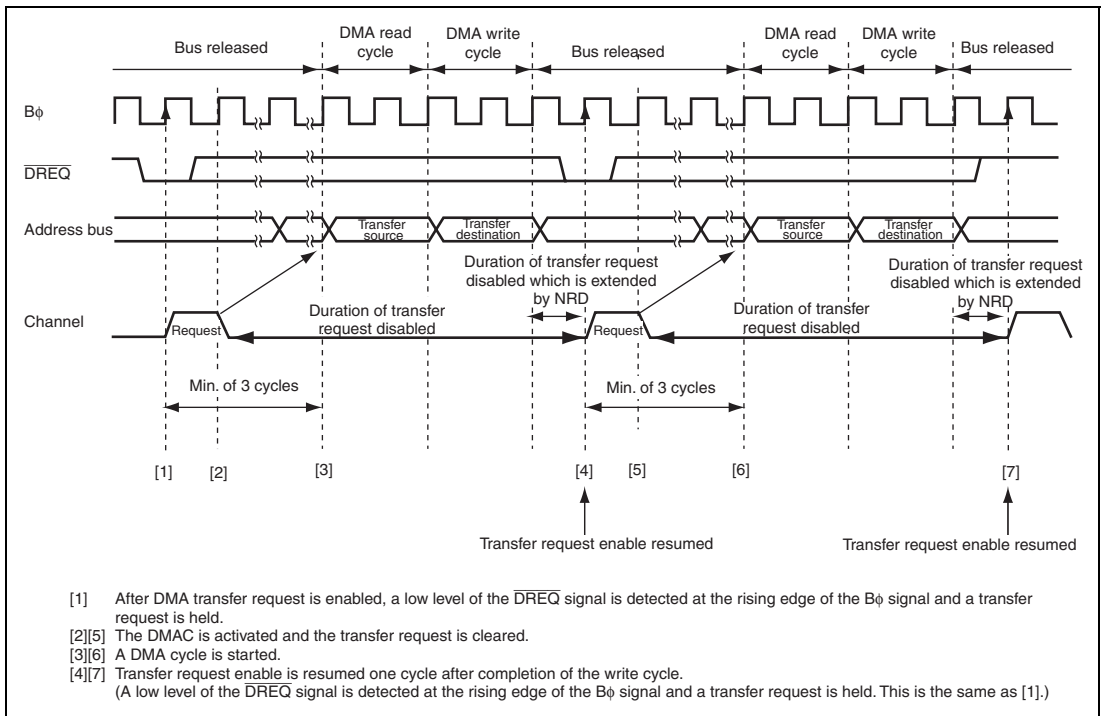 Bus released
DMA read cycle
DMA write cycle
Bus released
DMA read cycle
DMA write cycle
Bus released
Bφ
DREQ
Address bus
Transfer source
Transfer destination
Transfer source
Transfer destination
Channel
Request
Duration of transfer request disabled
Duration of transfer request disabled which is extended by NRD
Request
Duration of transfer request disabled
Duration of transfer request disabled which is extended by NRD
Min. of 3 cycles
Min. of 3 cycles
[1]
[2]
[3]
[4]
[5]
[6]
[7]
Transfer request enable resumed
Transfer request enable resumed
[1] After DMA transfer request is enabled, a low level of the DREQ signal is detected at the rising edge of the Bφ signal and a transfer
request is held.
[2][5] The DMAC is activated and the transfer request is cleared.
[3][6] A DMA cycle is started.
[4][7] Transfer request enable is resumed one cycle after completion of the write cycle.
(A low level of the DREQ signal is detected at the rising edge of the Bφ signal and a transfer request is held. This is the same as [1].)